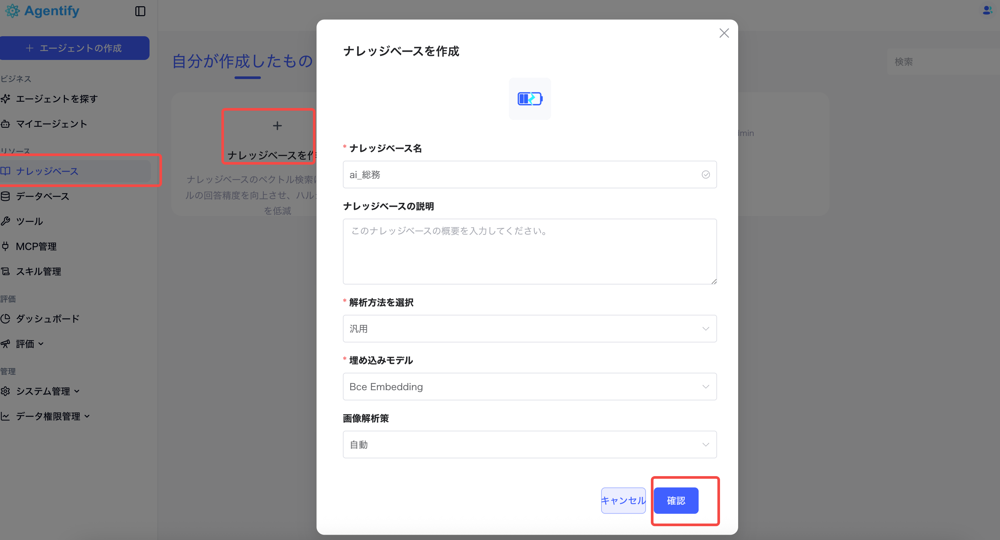 Agentify
エージェントの作成
ビジネス
エージェントを探す
マイエージェント
リソース
ナレッジベース
データベース
ツール
MCP管理
スキル管理
評価
ダッシュボード
評価
管理
システム管理
データ権限管理
自分が作成したもの
検索
ナレッジベースを作
ナレッジベースのベクトル検索
ルの回答精度を向上させ、ハル
を低減
min
ナレッジベースを作成
* ナレッジベース名
ai_総務
ナレッジベースの説明
このナレッジベースの概要を入力してください。
* 解析方法を選択
汎用
* 埋め込みモデル
Bce Embedding
画像解析策
自動
キャンセル
確認